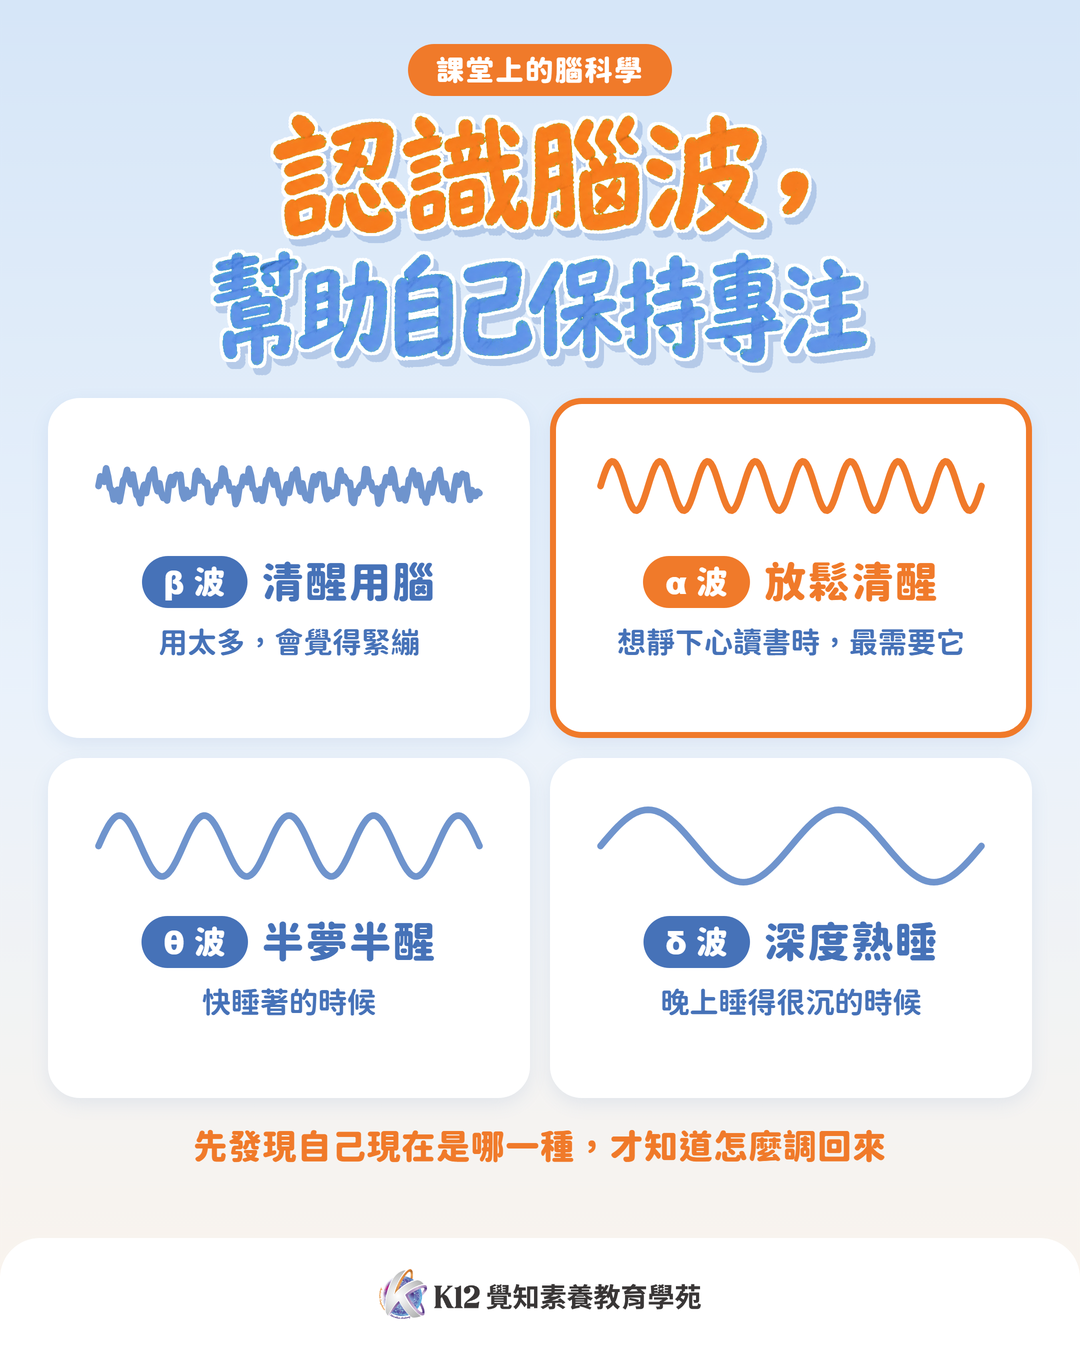 課堂上的腦科學
認識腦波，
幫助自己保持專注
β 波 清醒用腦
用太多，會覺得緊繃
α 波 放鬆清醒
想靜下心讀書時，最需要它
θ 波 半夢半醒
快睡著的時候
δ 波 深度熟睡
晚上睡得很沉的時候
先發現自己現在是哪一種，才知道怎麼調回來
K12 覺知素養教育學苑